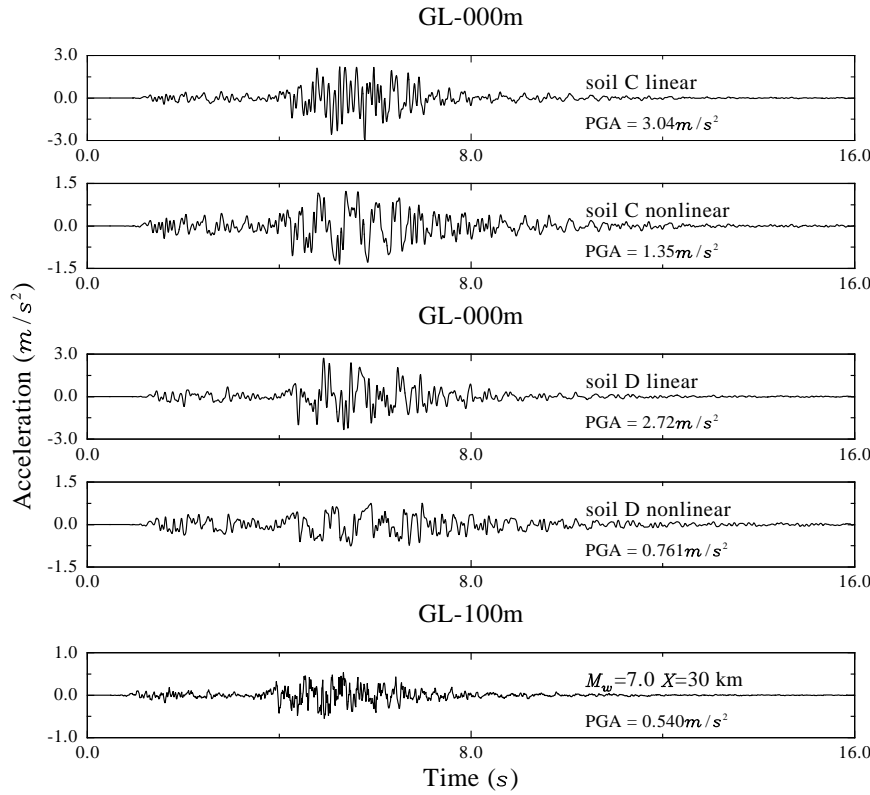 GL-000m
3.0
soil C linear
0.0
PGA = 3.04m/s²
-3.0
0.0 8.0 16.0
1.5
soil C nonlinear
0.0
PGA = 1.35m/s²
-1.5
0.0 8.0 16.0
GL-000m
3.0
soil D linear
0.0
PGA = 2.72m/s²
-3.0
0.0 8.0 16.0
1.5
soil D nonlinear
0.0
PGA = 0.761m/s²
-1.5
0.0 8.0 16.0
GL-100m
1.0
Mw=7.0 X=30 km
0.0
PGA = 0.540m/s²
-1.0
0.0 8.0 16.0
Time (s)
Acceleration (m/s²)